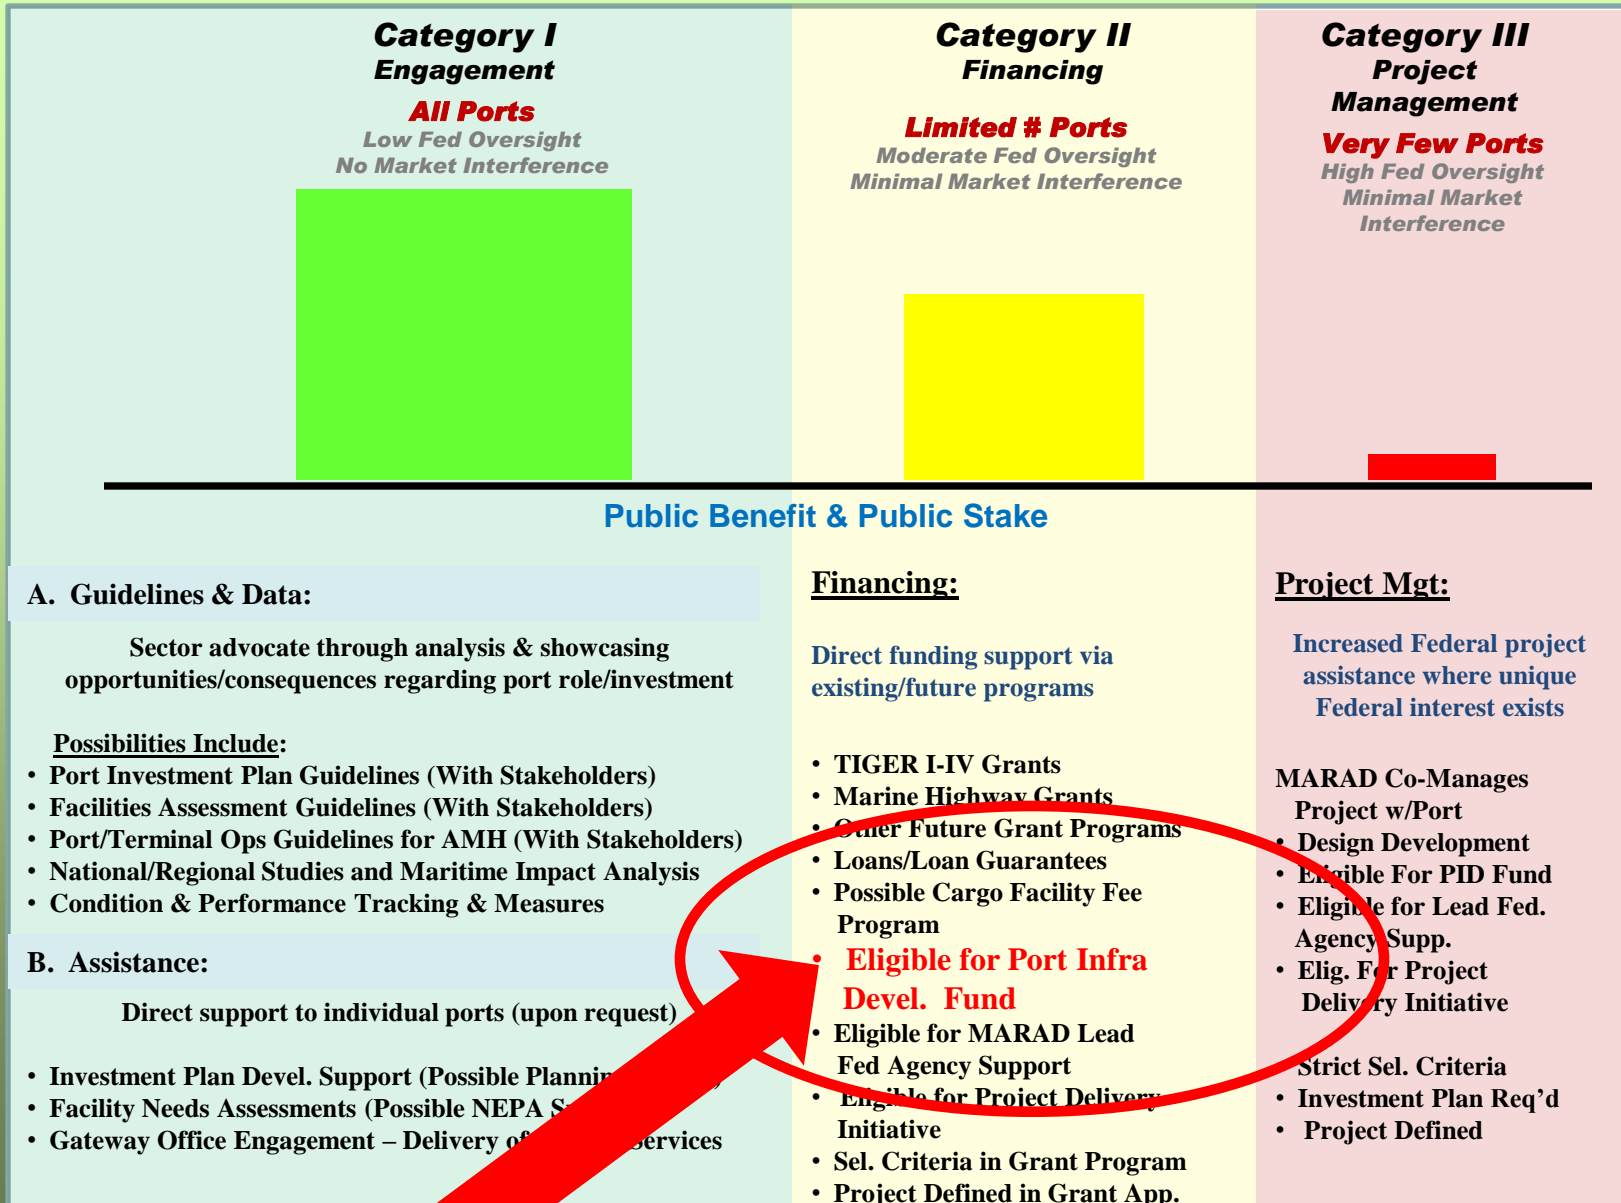 Category I
Engagement
All Ports
Low Fed Oversight
No Market Interference
Category II
Financing
Limited # Ports
Moderate Fed Oversight
Minimal Market Interference
Category III
Project
Management
Very Few Ports
High Fed Oversight
Minimal Market
Interference
Public Benefit & Public Stake
A. Guidelines & Data:
Sector advocate through analysis & showcasing
opportunities/consequences regarding port role/investment
Possibilities Include:
• Port Investment Plan Guidelines (With Stakeholders)
• Facilities Assessment Guidelines (With Stakeholders)
• Port/Terminal Ops Guidelines for AMH (With Stakeholders)
• National/Regional Studies and Maritime Impact Analysis
• Condition & Performance Tracking & Measures
B. Assistance:
Direct support to individual ports (upon request)
• Investment Plan Devel. Support (Possible
• Facility Needs Assessments (Possible NEPA
• Gateway Office Engagement – Delivery of Services
Financing:
Direct funding support via
existing/future programs
• TIGER I-IV Grants
• Marine Highway Grants
• Other Future Grant Programs
• Loans/Loan Guarantees
• Possible Cargo Facility Fee
Program
• Eligible for Port Infra
Devel. Fund
• Eligible for MARAD Lead
Fed Agency Support
• Eligible for Project Delivery
Initiative
• Sel. Criteria in Grant Program
• Project Defined in Grant App.
Project Mgt:
Increased Federal project
assistance where unique
Federal interest exists
MARAD Co-Manages
Project w/Port
• Design Development
• Eligible For PID Fund
• Eligible for Lead Fed.
Agency Supp.
• Elig. For Project
Delivery Initiative
Strict Sel. Criteria
• Investment Plan Req'd
• Project Defined